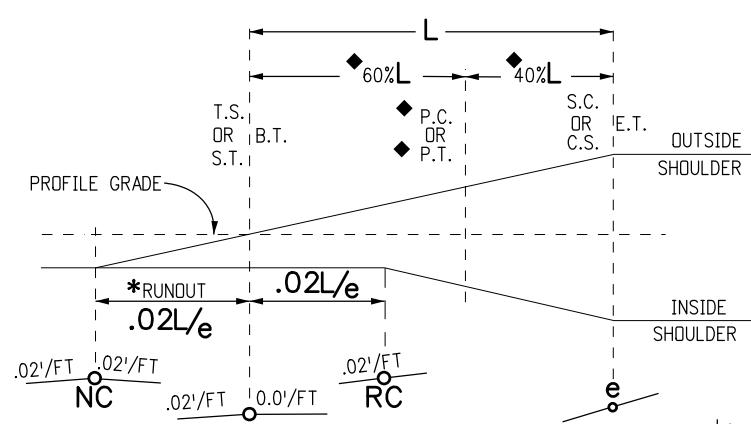 L
60%L
40%L
T.S.
OR
S.T.
B.T.
P.C.
OR
P.T.
S.C.
OR
C.S.
E.T.
OUTSIDE
SHOULDER
PROFILE GRADE
*RUNOUT
.02L/e
.02L/e
INSIDE
SHOULDER
.02'/FT
.02'/FT
NC
.02'/FT
0.0'/FT
.02'/FT
RC
e